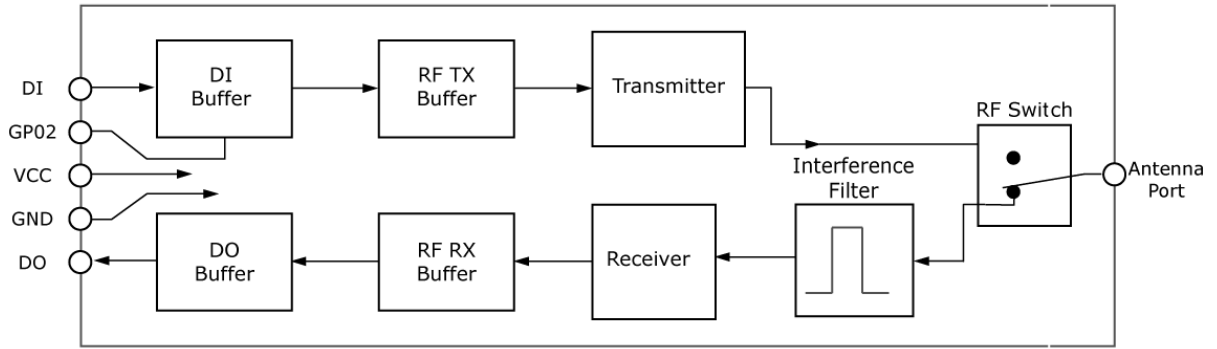 DI
GP02
VCC
GND
DO
DI
Buffer
RF TX
Buffer
Transmitter
RF Switch
Antenna
Port
Interference
Filter
Receiver
RF RX
Buffer
DO
Buffer